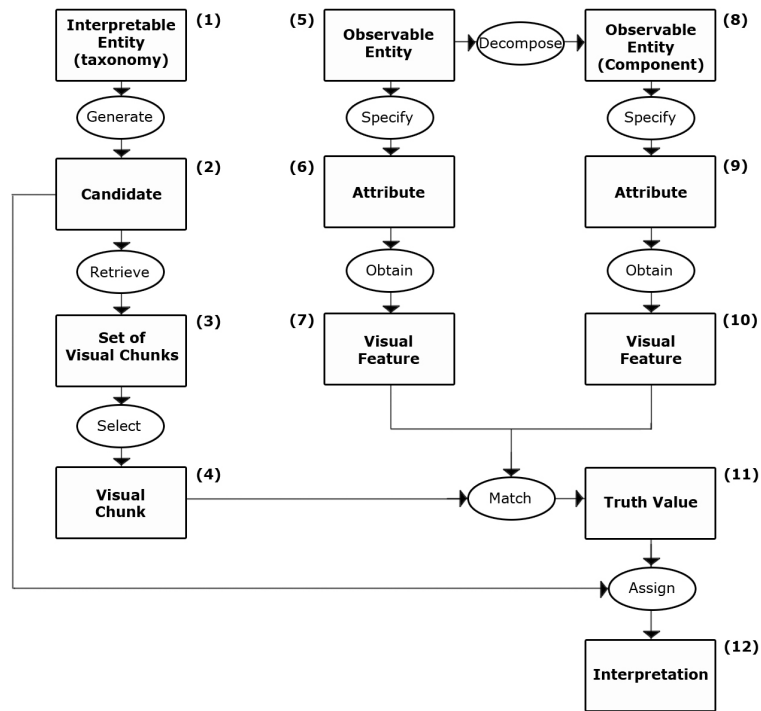 Interpretable
Entity
(taxonomy)
(1)
Generate
(2)
Candidate
Retrieve
(3)
Set of
Visual Chunks
Select
(4)
Visual
Chunk
(5)
Observable
Entity
Decompose
Specify
(6)
Attribute
Obtain
(7)
Visual
Feature
(8)
Observable
Entity
(Component)
Specify
(9)
Attribute
Obtain
(10)
Visual
Feature
Match
(11)
Truth Value
Assign
(12)
Interpretation